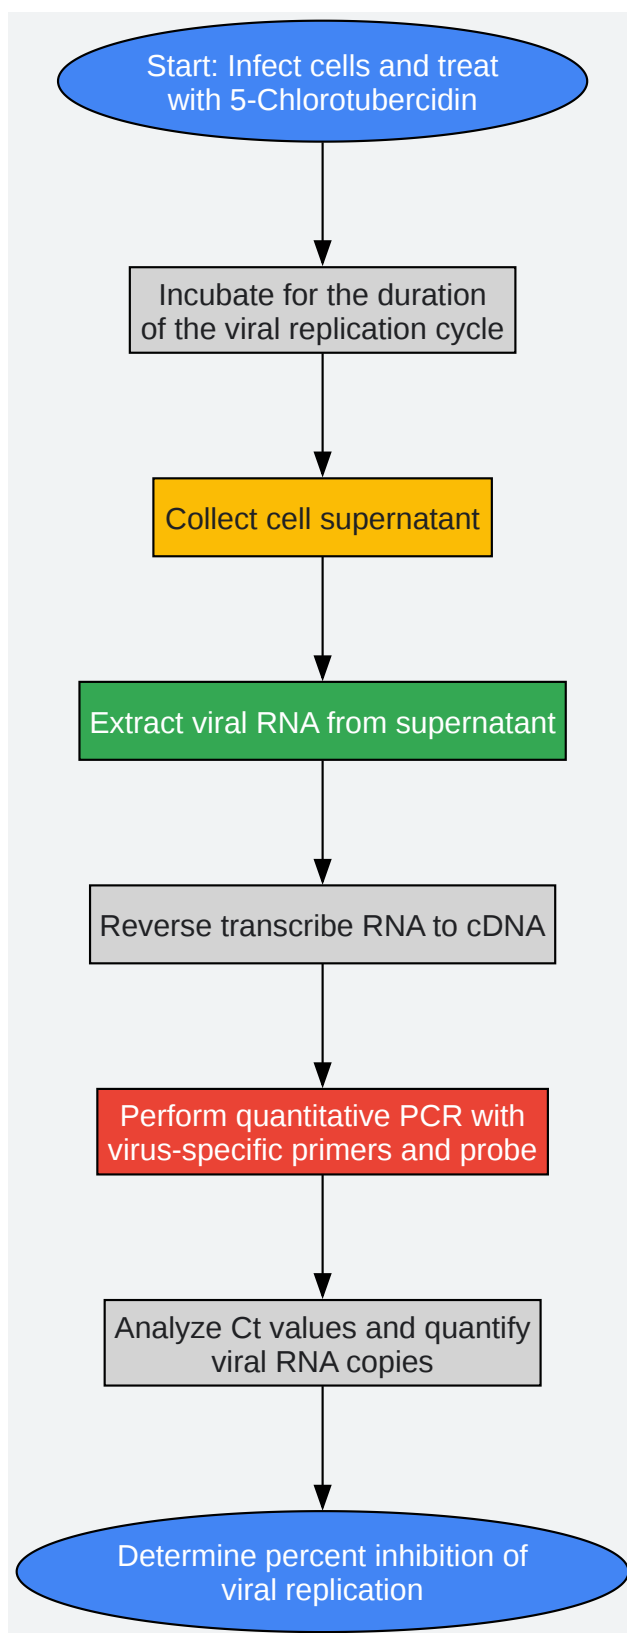 Start: Infect cells and treat
with 5-Chlorotubercidin
Incubate for the duration
of the viral replication cycle
Collect cell supernatant
Extract viral RNA from supernatant
Reverse transcribe RNA to cDNA
Perform quantitative PCR with
virus-specific primers and probe
Analyze Ct values and quantify
viral RNA copies
Determine percent inhibition of
viral replication